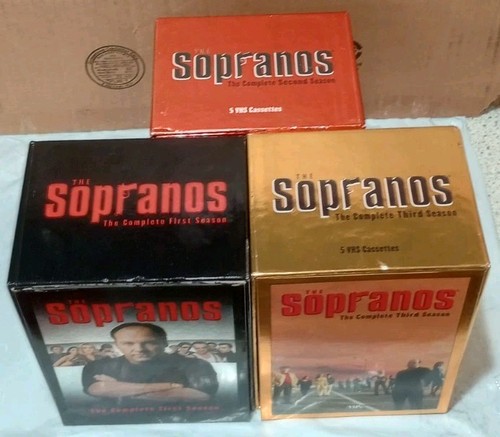 THE
Sopranos
The Complete Second Season
5 VHS Cassettes
THE
Sopranos
The Complete First Season
THE
Sopranos
The Complete Third Season
5 VHS Cassettes
THE
Sopranos
The Complete First Season
THE
Sopranos
The Complete Third Season